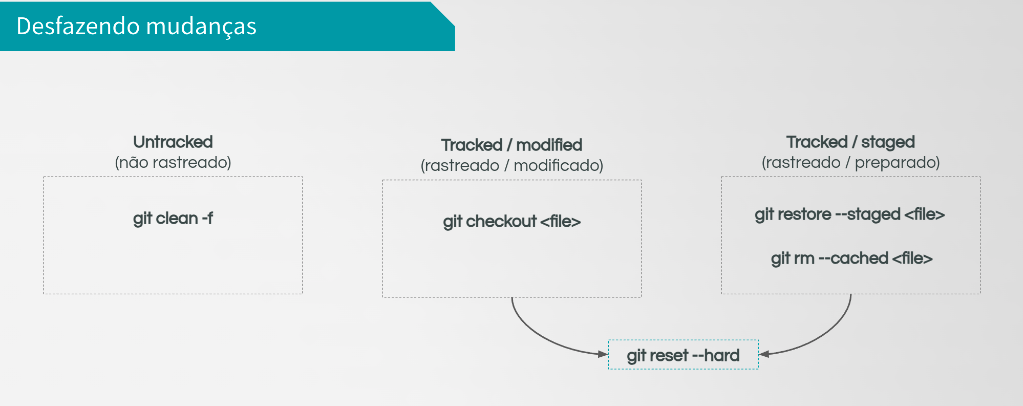 Desfazendo mudanças
Untracked
(não rastreado)
git clean -f
Tracked / modified
(rastreado / modificado)
git checkout <file>
Tracked / staged
(rastreado / preparado)
git restore --staged <file>
git rm --cached <file>
git reset --hard